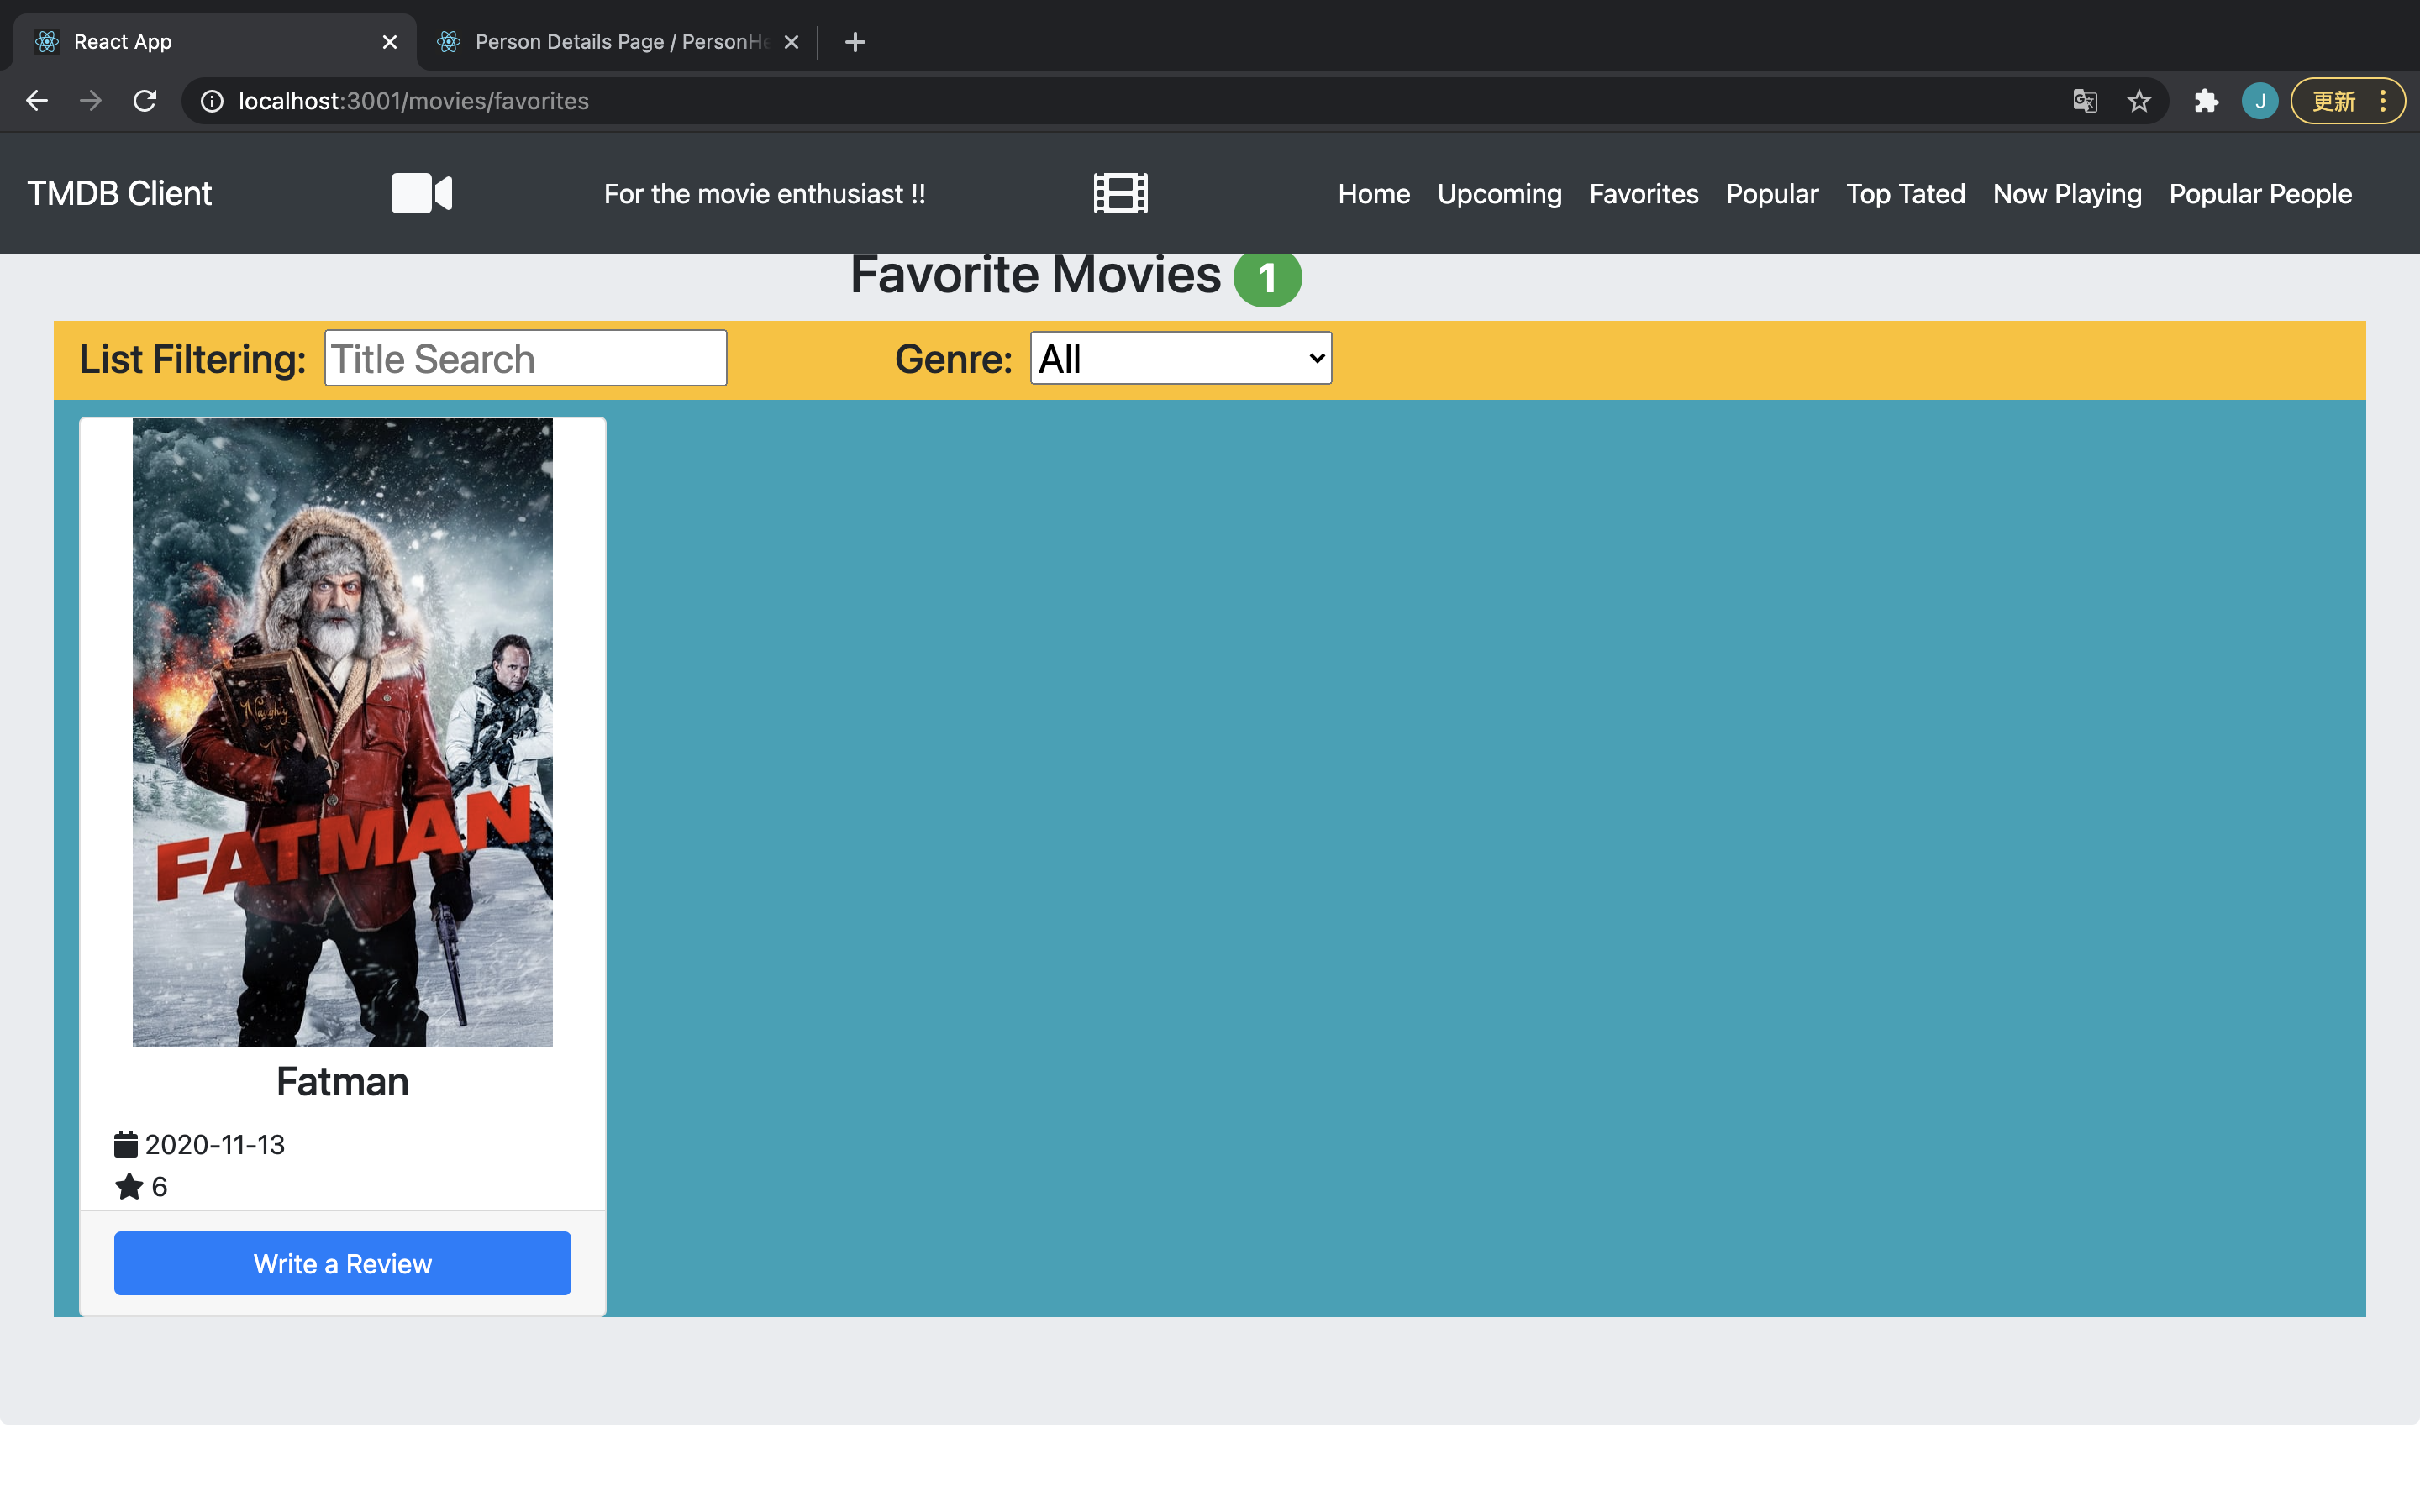 React App
Person Details Page / PersonHe
localhost:3001/movies/favorites
J
更新
TMDB Client
For the movie enthusiast !!
Home Upcoming Favorites Popular Top Tated Now Playing Popular People
Favorite Movies 1
List Filtering: Title Search Genre: All
Naughty
FATMAN
Fatman
2020-11-13
6
Write a Review